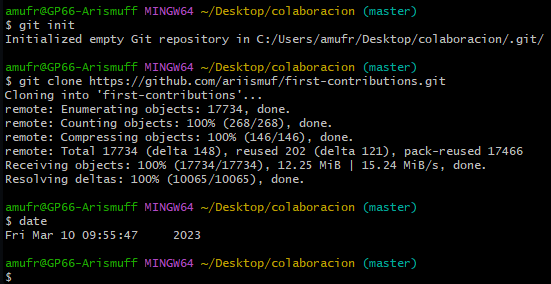 amufr@GP66-Arismuff MINGW64 ~/Desktop/colaboracion (master)
$ git init
Initialized empty Git repository in C:/Users/amufr/Desktop/colaboracion/.git/
amufr@GP66-Arismuff MINGW64 ~/Desktop/colaboracion (master)
$ git clone https://github.com/ariismuf/first-contributions.git
Cloning into 'first-contributions'...
remote: Enumerating objects: 17734, done.
remote: Counting objects: 100% (268/268), done.
remote: Compressing objects: 100% (146/146), done.
remote: Total 17734 (delta 148), reused 202 (delta 121), pack-reused 17466
Receiving objects: 100% (17734/17734), 12.25 MiB | 15.24 MiB/s, done.
Resolving deltas: 100% (10065/10065), done.
amufr@GP66-Arismuff MINGW64 ~/Desktop/colaboracion (master)
$ date
Fri Mar 10 09:55:47     2023
amufr@GP66-Arismuff MINGW64 ~/Desktop/colaboracion (master)
$